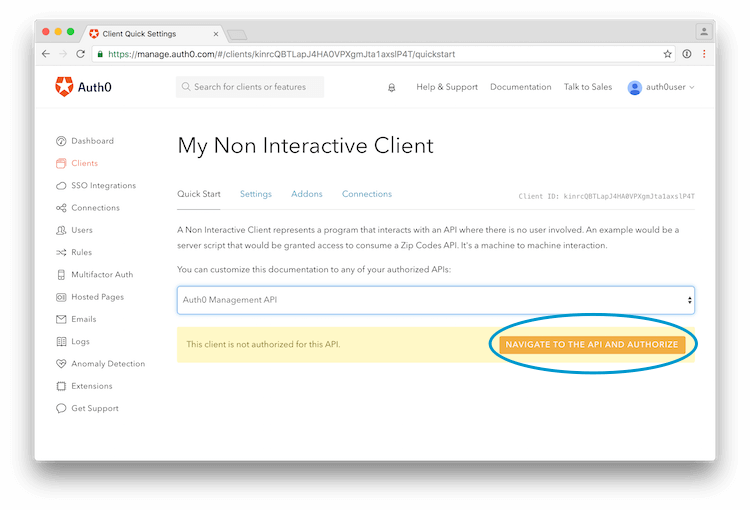 Client Quick Settings
https://manage.auth0.com/#/clients/kinrcQBTLapJ4HA0VPXgmJta1axslP4T/quickstart
Auth0
Search for clients or features
Help & Support
Documentation
Talk to Sales
auth0user
Dashboard
Clients
SSO Integrations
Connections
Users
Rules
Multifactor Auth
Hosted Pages
Emails
Logs
Anomaly Detection
Extensions
Get Support
My Non Interactive Client
Quick Start
Settings
Addons
Connections
Client ID: kinrcQBTLapJ4HA0VPXgmJta1axslP4T
A Non Interactive Client represents a program that interacts with an API where there is no user involved. An example would be a
server script that would be granted access to consume a Zip Codes API. It's a machine to machine interaction.
You can customize this documentation to any of your authorized APIs:
Auth0 Management API
This client is not authorized for this API.
NAVIGATE TO THE API AND AUTHORIZE